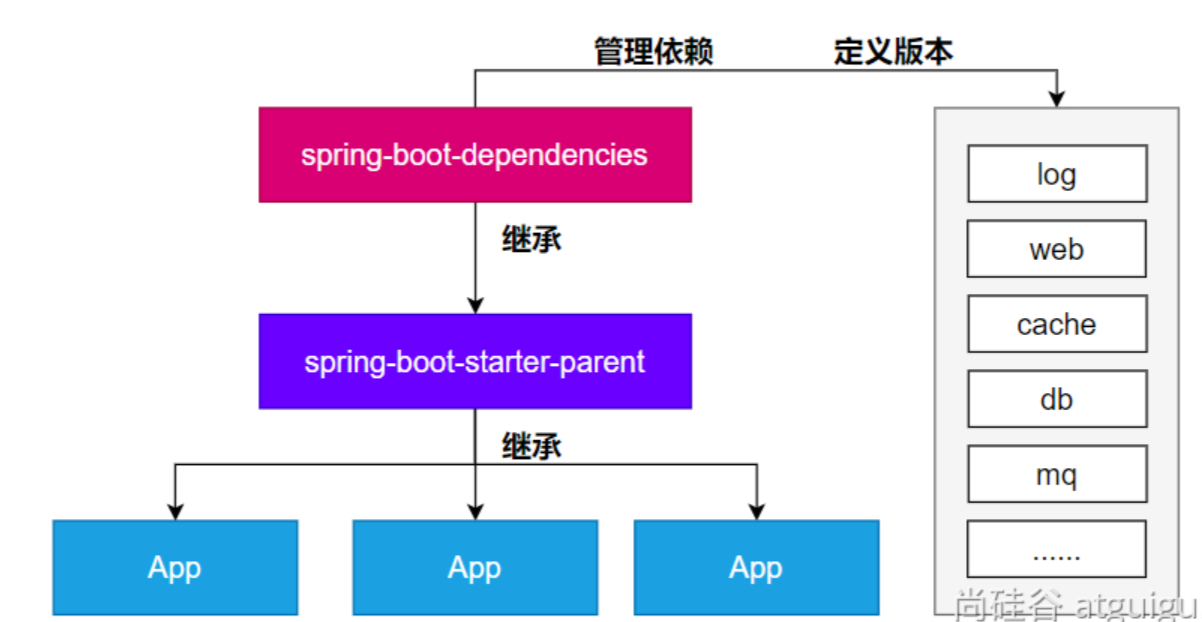 管理依赖 定义版本
spring-boot-dependencies
log
web
继承
cache
spring-boot-starter-parent
db
继承
mq
......
App App App
尚硅谷 atguigu